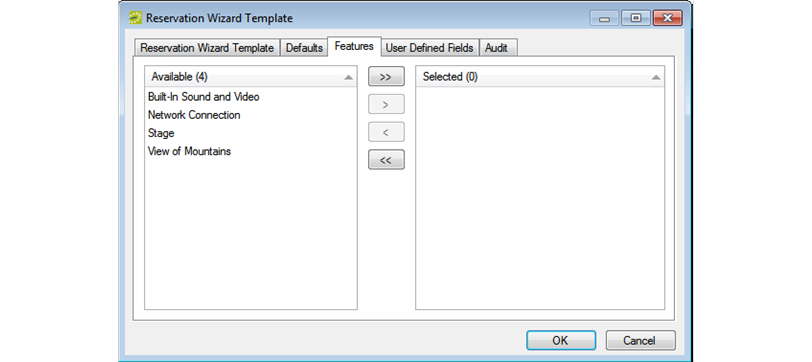 Reservation Wizard Template
Reservation Wizard Template Defaults Features User Defined Fields Audit
Available (4) >> Selected (0)
Built-In Sound and Video
> 
Network Connection
Stage <
View of Mountains
<<
OK Cancel